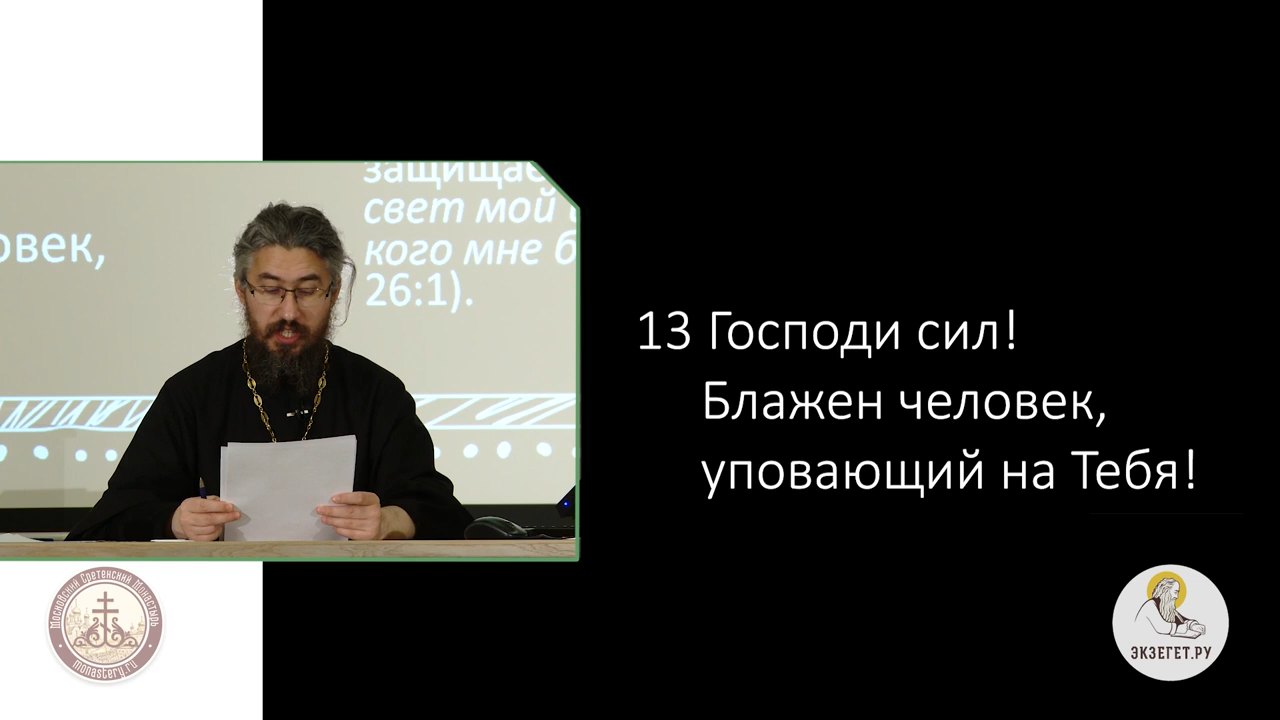 защищае
свет мой
овек,
кого мне б
26:1).
13 Господи сил!
Блажен человек,
уповающий на Тебя!
Московский Сретенский Монастырь
monastery.ru
ЭКЗЕГЕТ.РУ